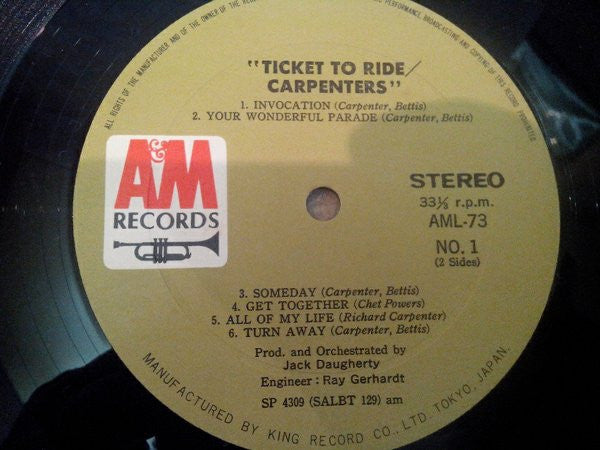 ALL RIGHTS OF THE MANUFACTURER AND OF THE OWNER OF THE
PERFORMANCE, BROADCASTING AND COPYING OF THIS RECORD PROHIBITED
"TICKET TO RIDE/
CARPENTERS"
1. INVOCATION (Carpenter, Bettis)
2. YOUR WONDERFUL PARADE (Carpenter, Bettis)
A&M
RECORDS
STEREO
33⅓ r.p.m.
AML-73
NO. 1
(2 Sides)
3. SOMEDAY (Carpenter, Bettis)
4. GET TOGETHER (Chet Powers)
5. ALL OF MY LIFE (Richard Carpenter)
6. TURN AWAY (Carpenter, Bettis)
Prod. and Orchestrated by
Jack Daugherty
Engineer : Ray Gerhardt
SP 4309 (SALBT 129) am
MANUFACTURED BY KING RECORD CO., LTD. TOKYO, JAPAN.